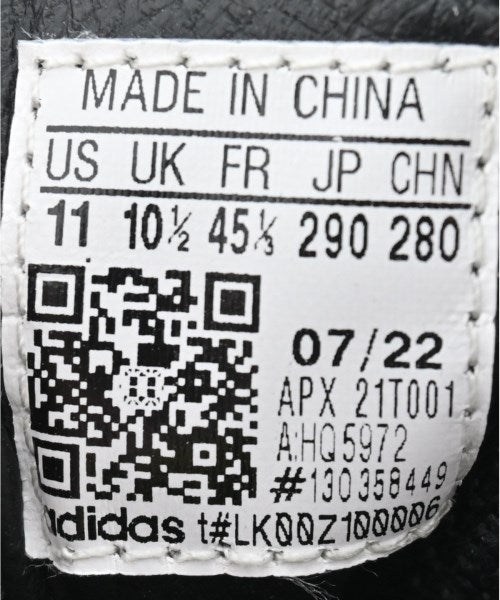 MADE IN CHINA
US UK FR JP CHN
11 10½ 45⅓ 290 280
07/22
APX 21T001
A:HQ5972
#130358449
adidas t#LK00Z100006